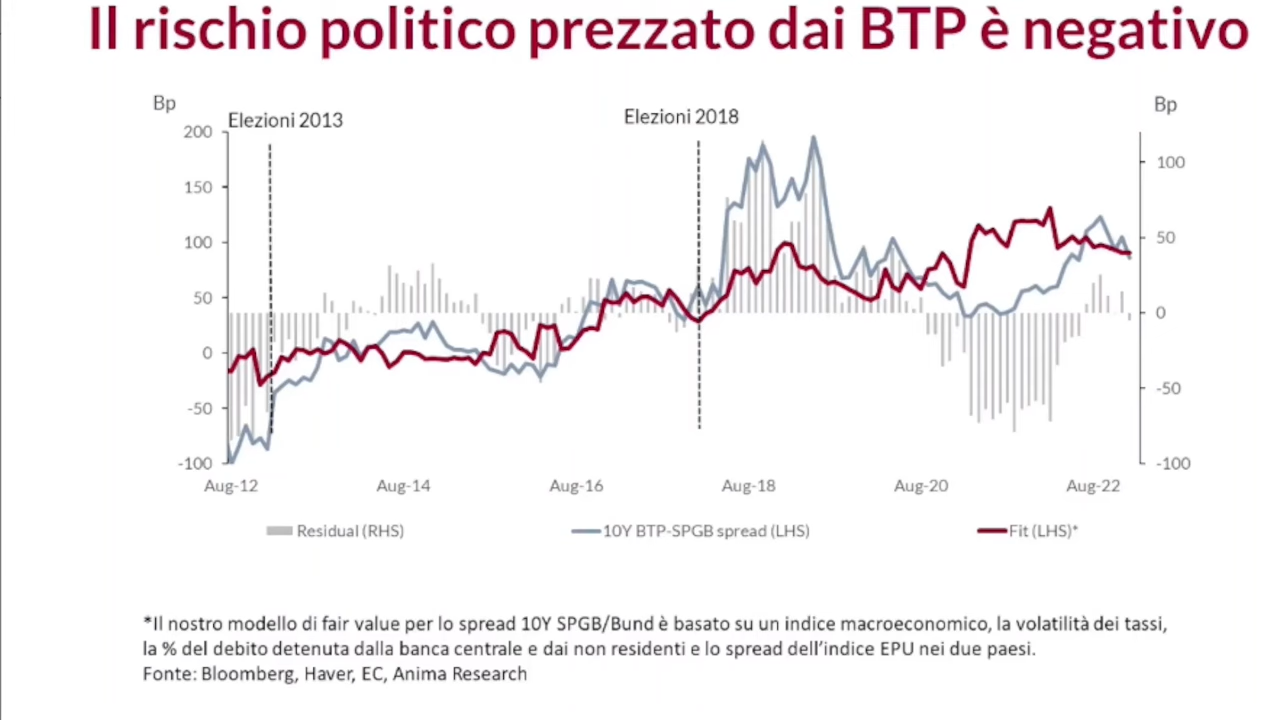 Il rischio politico prezzato dai BTP è negativo
Bp
Bp
Elezioni 2013
Elezioni 2018
200
150
100
50
0
-50
-100
100
50
0
-50
-100
Aug-12
Aug-14
Aug-16
Aug-18
Aug-20
Aug-22
Residual (RHS)
10Y BTP-SPGB spread (LHS)
Fit (LHS)*
*Il nostro modello di fair value per lo spread 10Y SPGB/Bund è basato su un indice macroeconomico, la volatilità dei tassi,
la % del debito detenuta dalla banca centrale e dai non residenti e lo spread dell'indice EPU nei due paesi.
Fonte: Bloomberg, Haver, EC, Anima Research